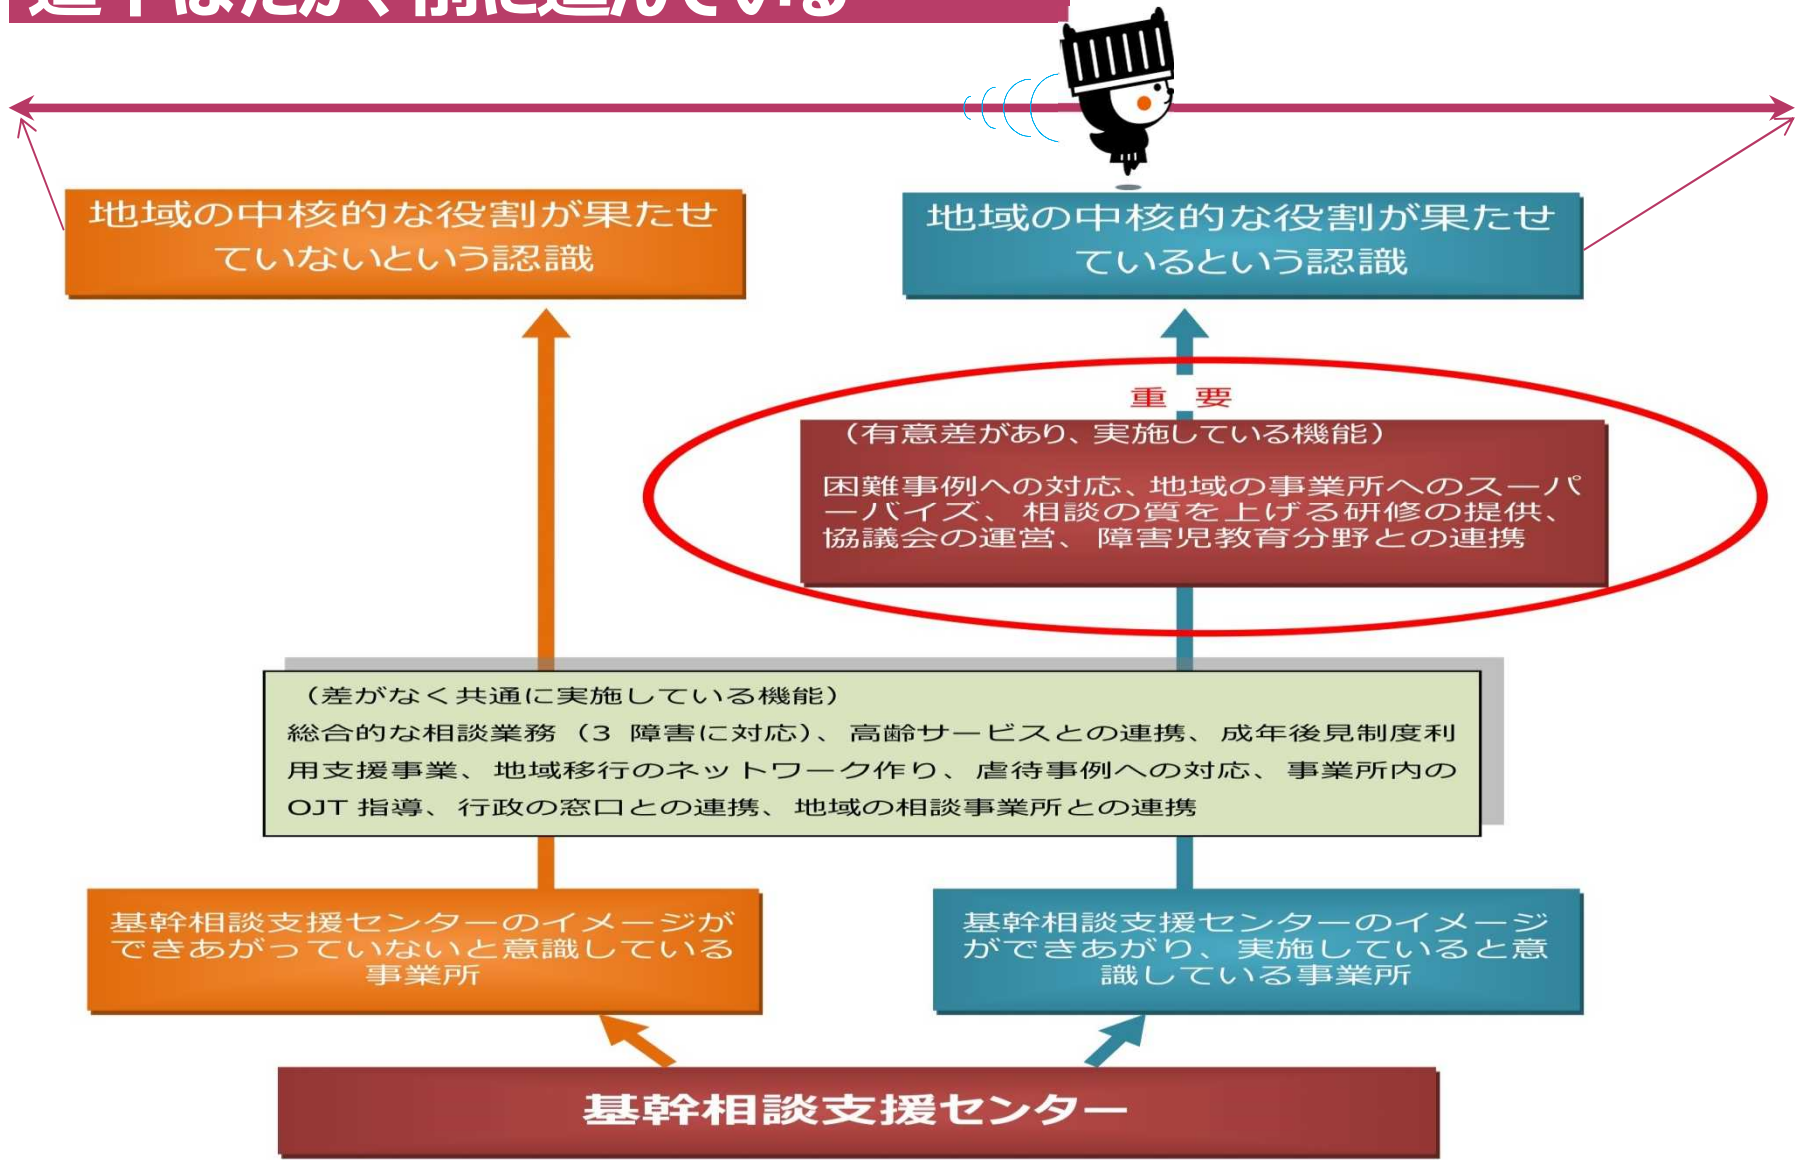 道半ばだが、前に進んでいる
地域の中核的な役割が果たせ
ていないという認識
地域の中核的な役割が果たせ
ているという認識
重 要
（有意差があり、実施している機能）
困難事例への対応、地域の事業所へのスーパ
ーバイズ、相談の質を上げる研修の提供、
協議会の運営、障害児教育分野との連携
（差がなく共通に実施している機能）
総合的な相談業務（3 障害に対応）、高齢サービスとの連携、成年後見制度利
用支援事業、地域移行のネットワーク作り、虐待事例への対応、事業所内の
OJT 指導、行政の窓口との連携、地域の相談事業所との連携
基幹相談支援センターのイメージが
できあがっていないと意識している
事業所
基幹相談支援センターのイメージ
ができあがり、実施していると意
識している事業所
基幹相談支援センター